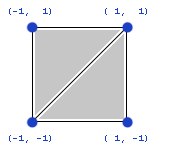 (-1, 1) ( 1, 1)
(-1, -1) ( 1, -1)